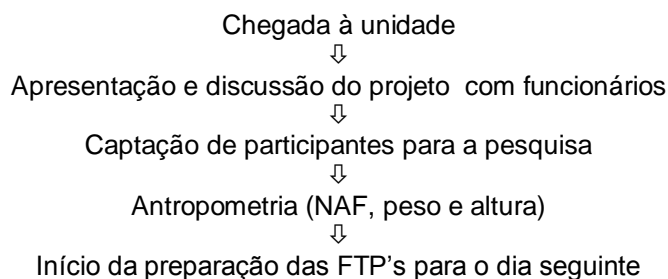 Chegada à unidade
⇩
Apresentação e discussão do projeto com funcionários
⇩
Captação de participantes para a pesquisa
⇩
Antropometria (NAF, peso e altura)
⇩
Início da preparação das FTP's para o dia seguinte